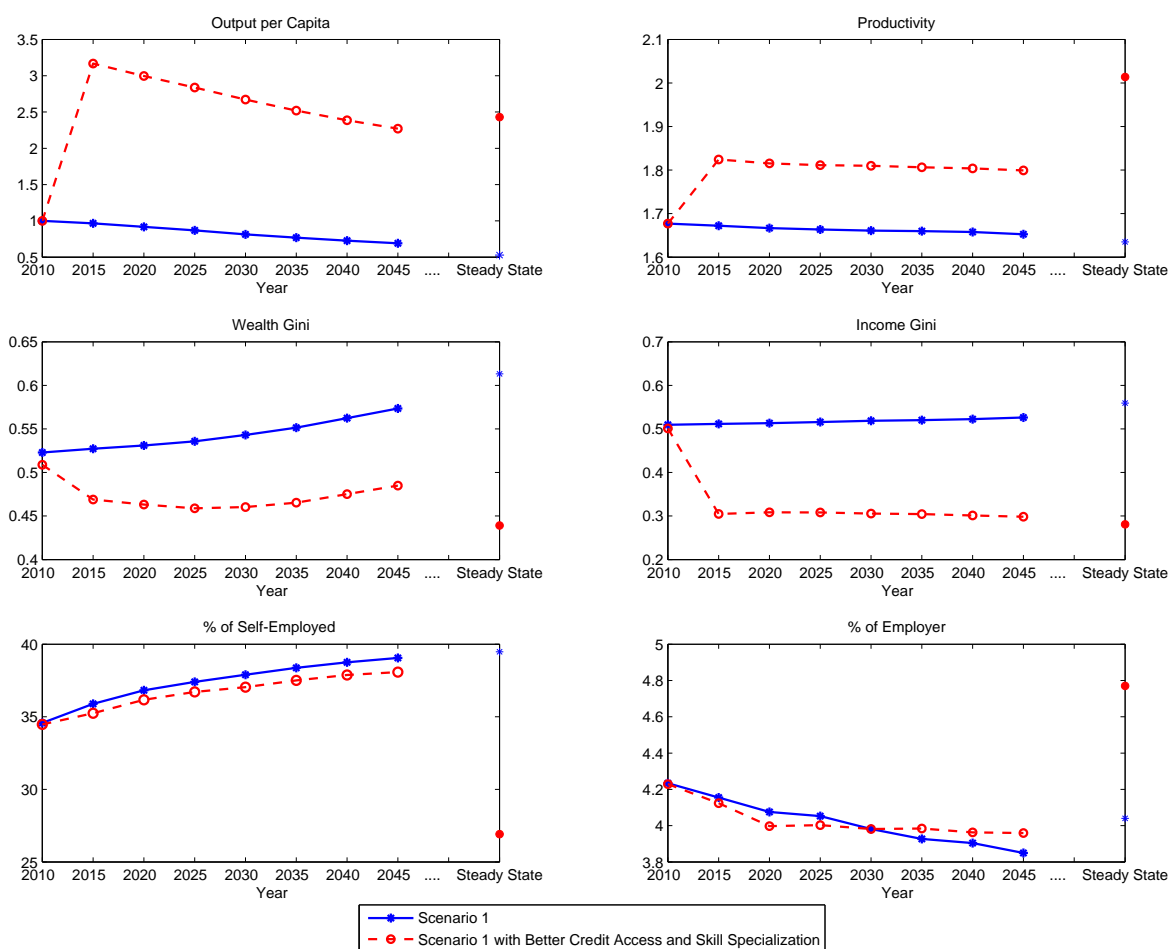 Output per Capita
3.5
3
2.5
2
1.5
1
0.5
2010 2015 2020 2025 2030 2035 2040 2045 .... Steady State
Year
Productivity
2.1
2
1.9
1.8
1.7
1.6
2010 2015 2020 2025 2030 2035 2040 2045 .... Steady State
Year
Wealth Gini
0.65
0.6
0.55
0.5
0.45
0.4
2010 2015 2020 2025 2030 2035 2040 2045 .... Steady State
Year
Income Gini
0.7
0.6
0.5
0.4
0.3
0.2
2010 2015 2020 2025 2030 2035 2040 2045 .... Steady State
Year
% of Self-Employed
40
35
30
25
2010 2015 2020 2025 2030 2035 2040 2045 .... Steady State
Year
% of Employer
5
4.8
4.6
4.4
4.2
4
3.8
2010 2015 2020 2025 2030 2035 2040 2045 .... Steady State
Year
Scenario 1
Scenario 1 with Better Credit Access and Skill Specialization